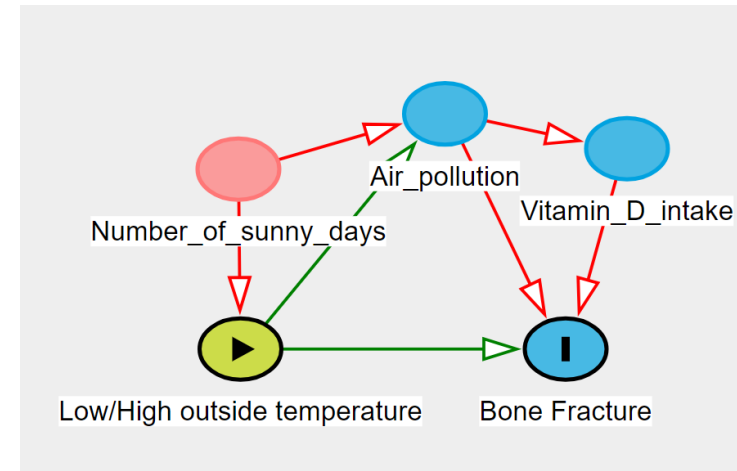 Air_pollution
Vitamin_D_intake
Number_of_sunny_days
Low/High outside temperature
Bone Fracture